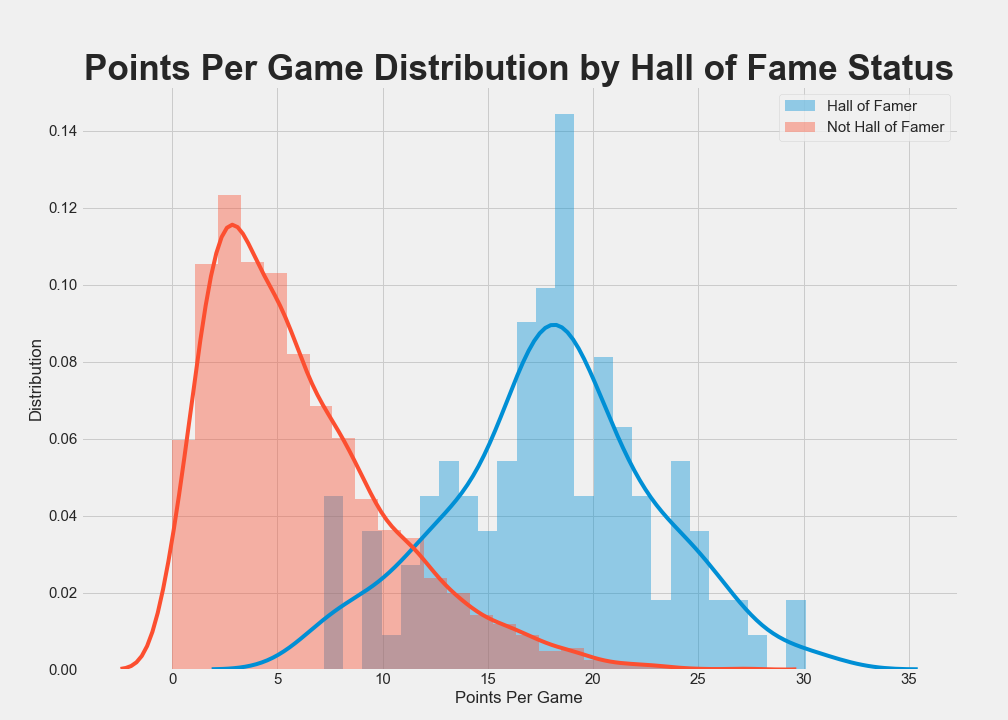 Points Per Game Distribution by Hall of Fame Status
Hall of Famer
Not Hall of Famer
0.14
0.12
0.10
0.08
0.06
0.04
0.02
0.00
Distribution
0 5 10 15 20 25 30 35
Points Per Game